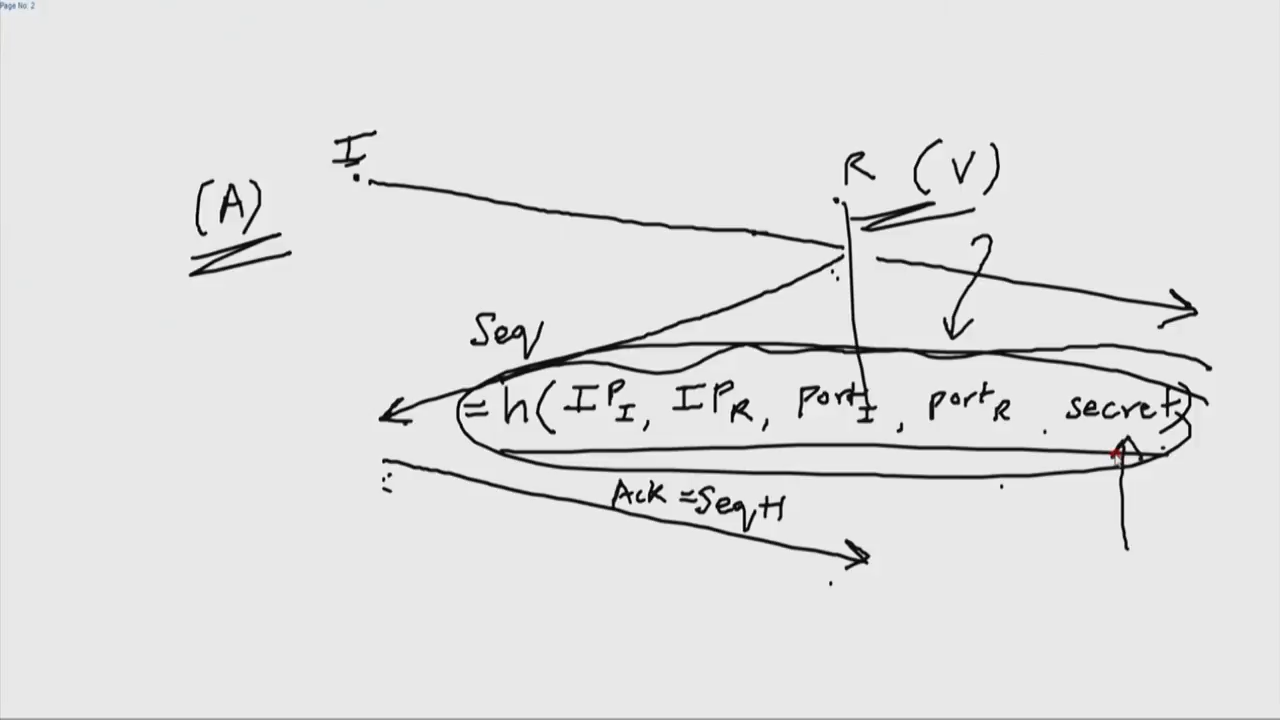 Page No: 2
I
R (V)
(A)
Seq
= h( IP_I, IP_R, port_I, port_R . secret)
Ack = Seq+1